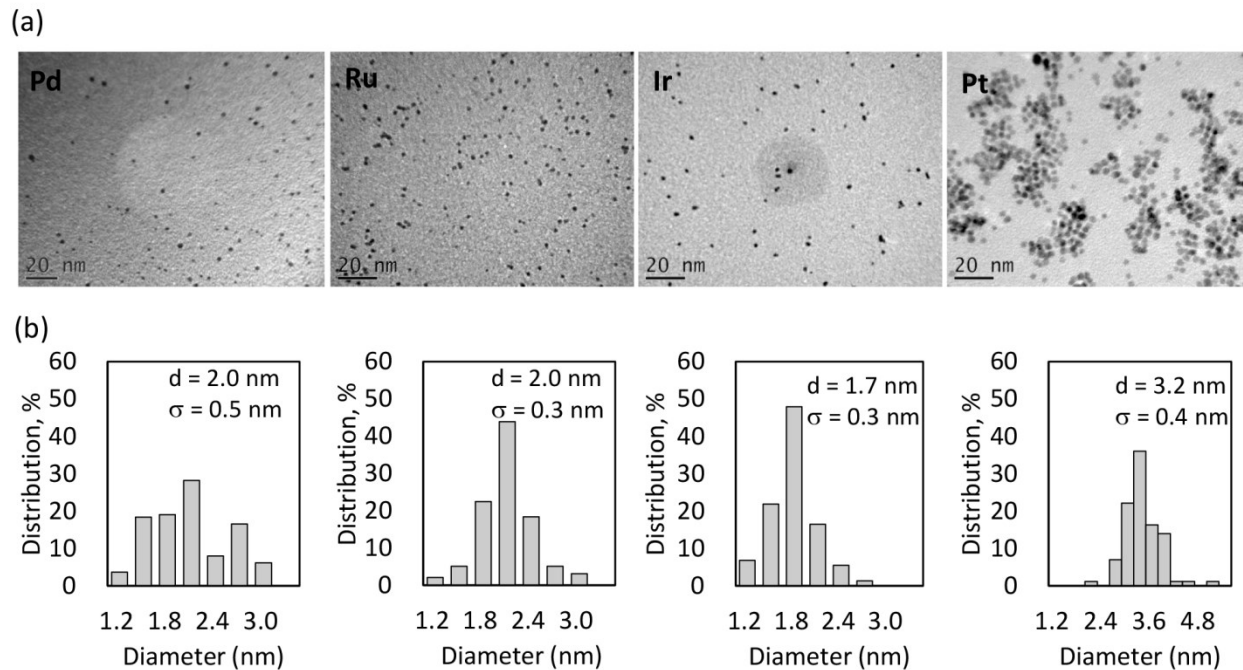 (a)
Pd
Ru
Ir
Pt
20 nm
20 nm
20 nm
20 nm
(b)
60
50
40
30
20
10
0
Distribution, %
d = 2.0 nm
σ = 0.5 nm
1.2 1.8 2.4 3.0
Diameter (nm)
60
50
40
30
20
10
0
Distribution, %
d = 2.0 nm
σ = 0.3 nm
1.2 1.8 2.4 3.0
Diameter (nm)
60
50
40
30
20
10
0
Distribution, %
d = 1.7 nm
σ = 0.3 nm
1.2 1.8 2.4 3.0
Diameter (nm)
60
50
40
30
20
10
0
Distribution, %
d = 3.2 nm
σ = 0.4 nm
1.2 2.4 3.6 4.8
Diameter (nm)